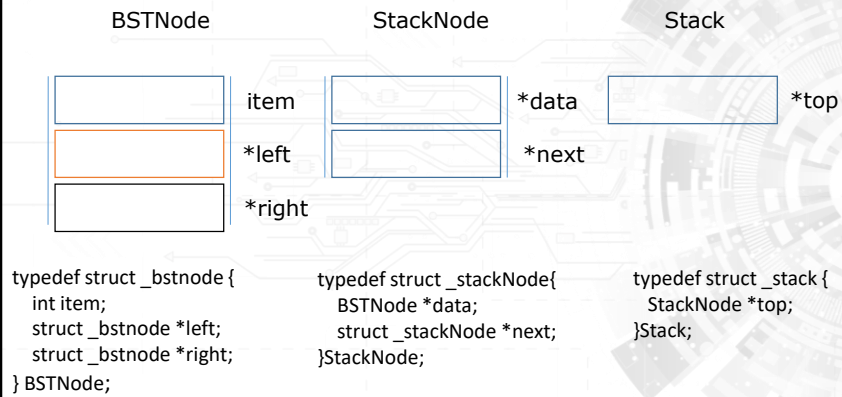 BSTNode
StackNode
Stack
item
*data
*top
*left
*next
*right
typedef struct _bstnode {
int item;
struct _bstnode *left;
struct _bstnode *right;
} BSTNode;
typedef struct _stackNode{
BSTNode *data;
struct _stackNode *next;
}StackNode;
typedef struct _stack {
StackNode *top;
}Stack;